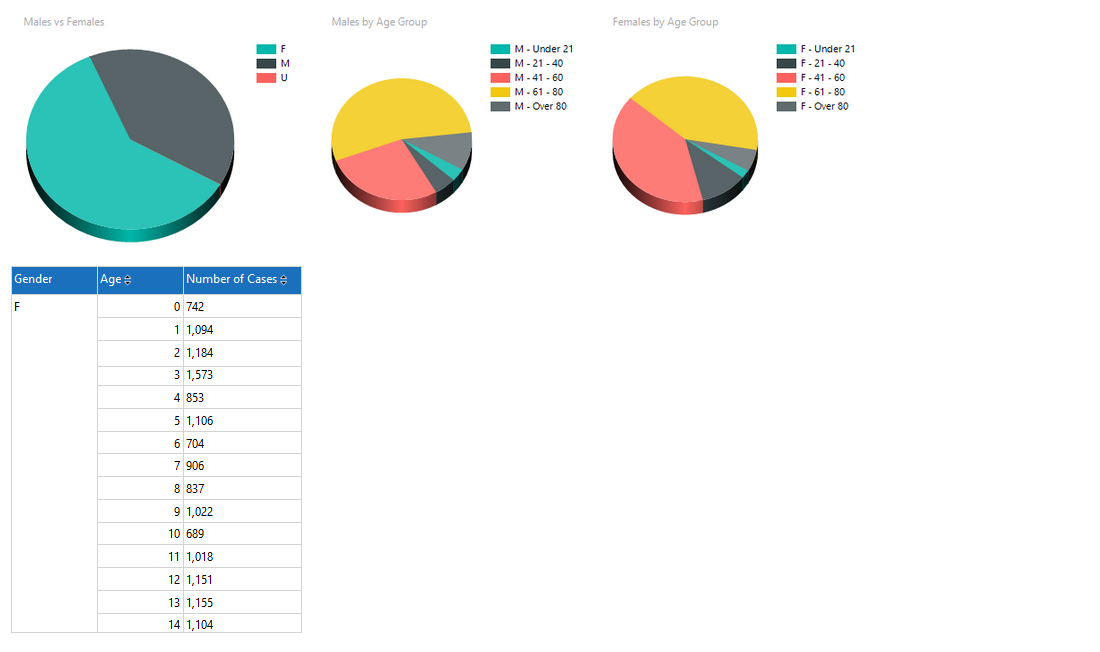 Males vs Females
F
M
U
Males by Age Group
M - Under 21
M - 21 - 40
M - 41 - 60
M - 61 - 80
M - Over 80
Females by Age Group
F - Under 21
F - 21 - 40
F - 41 - 60
F - 61 - 80
F - Over 80
Gender Age Number of Cases
F 0 742
1 1,094
2 1,184
3 1,573
4 853
5 1,106
6 704
7 906
8 837
9 1,022
10 689
11 1,018
12 1,151
13 1,155
14 1,104